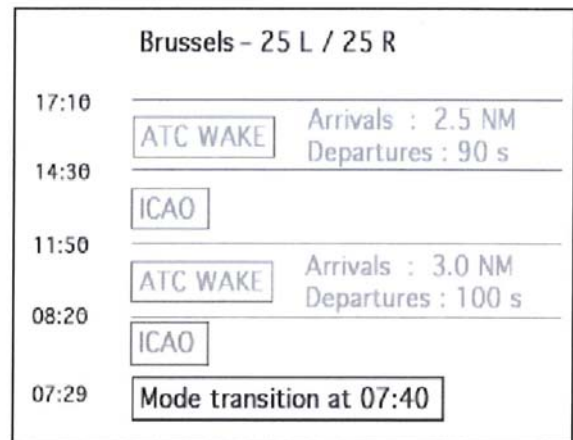 Brussels - 25 L / 25 R
17:10
ATC WAKE Arrivals : 2.5 NM
Departures : 90 s
14:30
ICAO
11:50
ATC WAKE Arrivals : 3.0 NM
Departures : 100 s
08:20
ICAO
07:29 Mode transition at 07:40